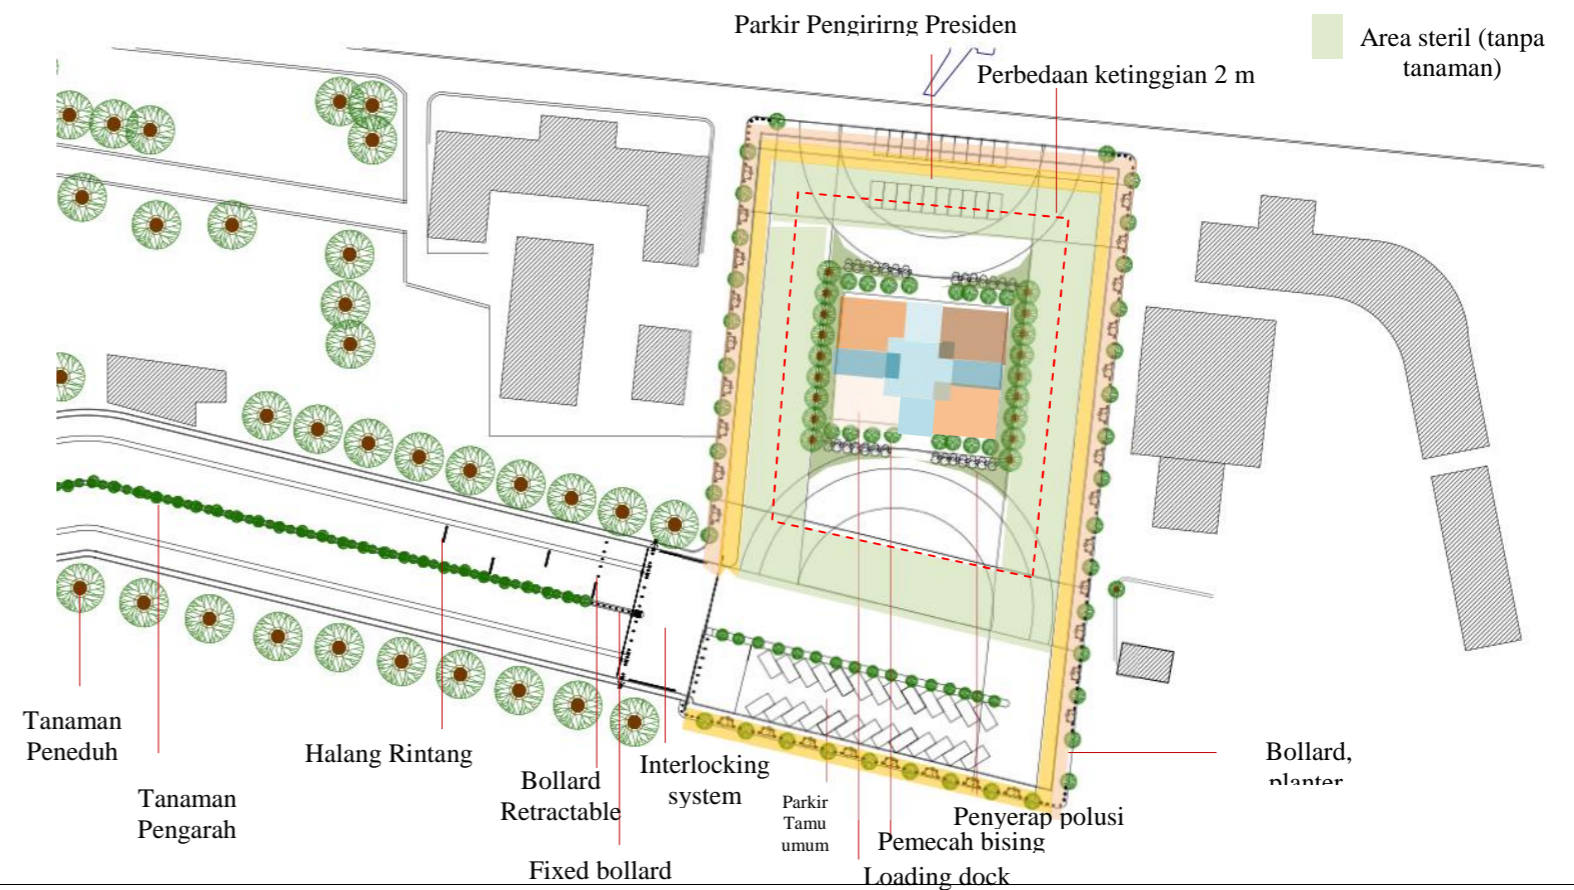 Parkir Pengirirng Presiden
Area steril (tanpa
tanaman)
Perbedaan ketinggian 2 m
Tanaman
Peneduh
Tanaman
Pengarah
Halang Rintang
Bollard
Retractable
Fixed bollard
Interlocking
system
Parkir
Tamu
umum
Penyerap polusi
Pemecah bising
Loading dock
Bollard,
planter